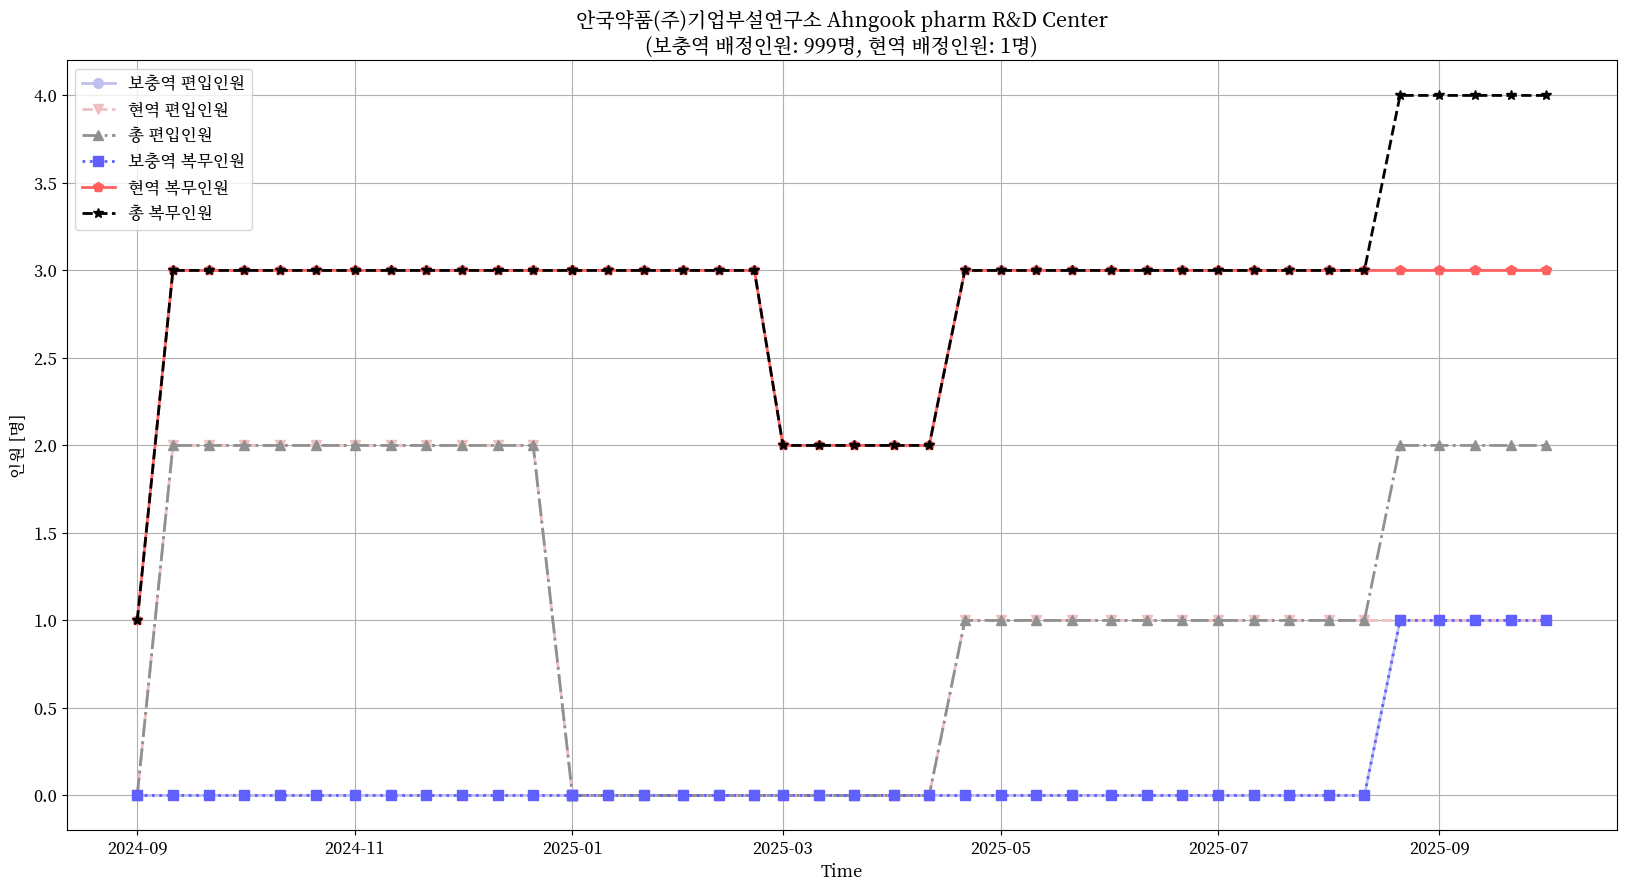 안국약품(주)기업부설연구소 Ahngook pharm R&D Center
(보충역 배정인원: 999명, 현역 배정인원: 1명)
보충역 편입인원
현역 편입인원
총 편입인원
보충역 복무인원
현역 복무인원
총 복무인원
4.0
3.5
3.0
2.5
2.0
1.5
1.0
0.5
0.0
인원 [명]
2024-09 2024-11 2025-01 2025-03 2025-05 2025-07 2025-09
Time